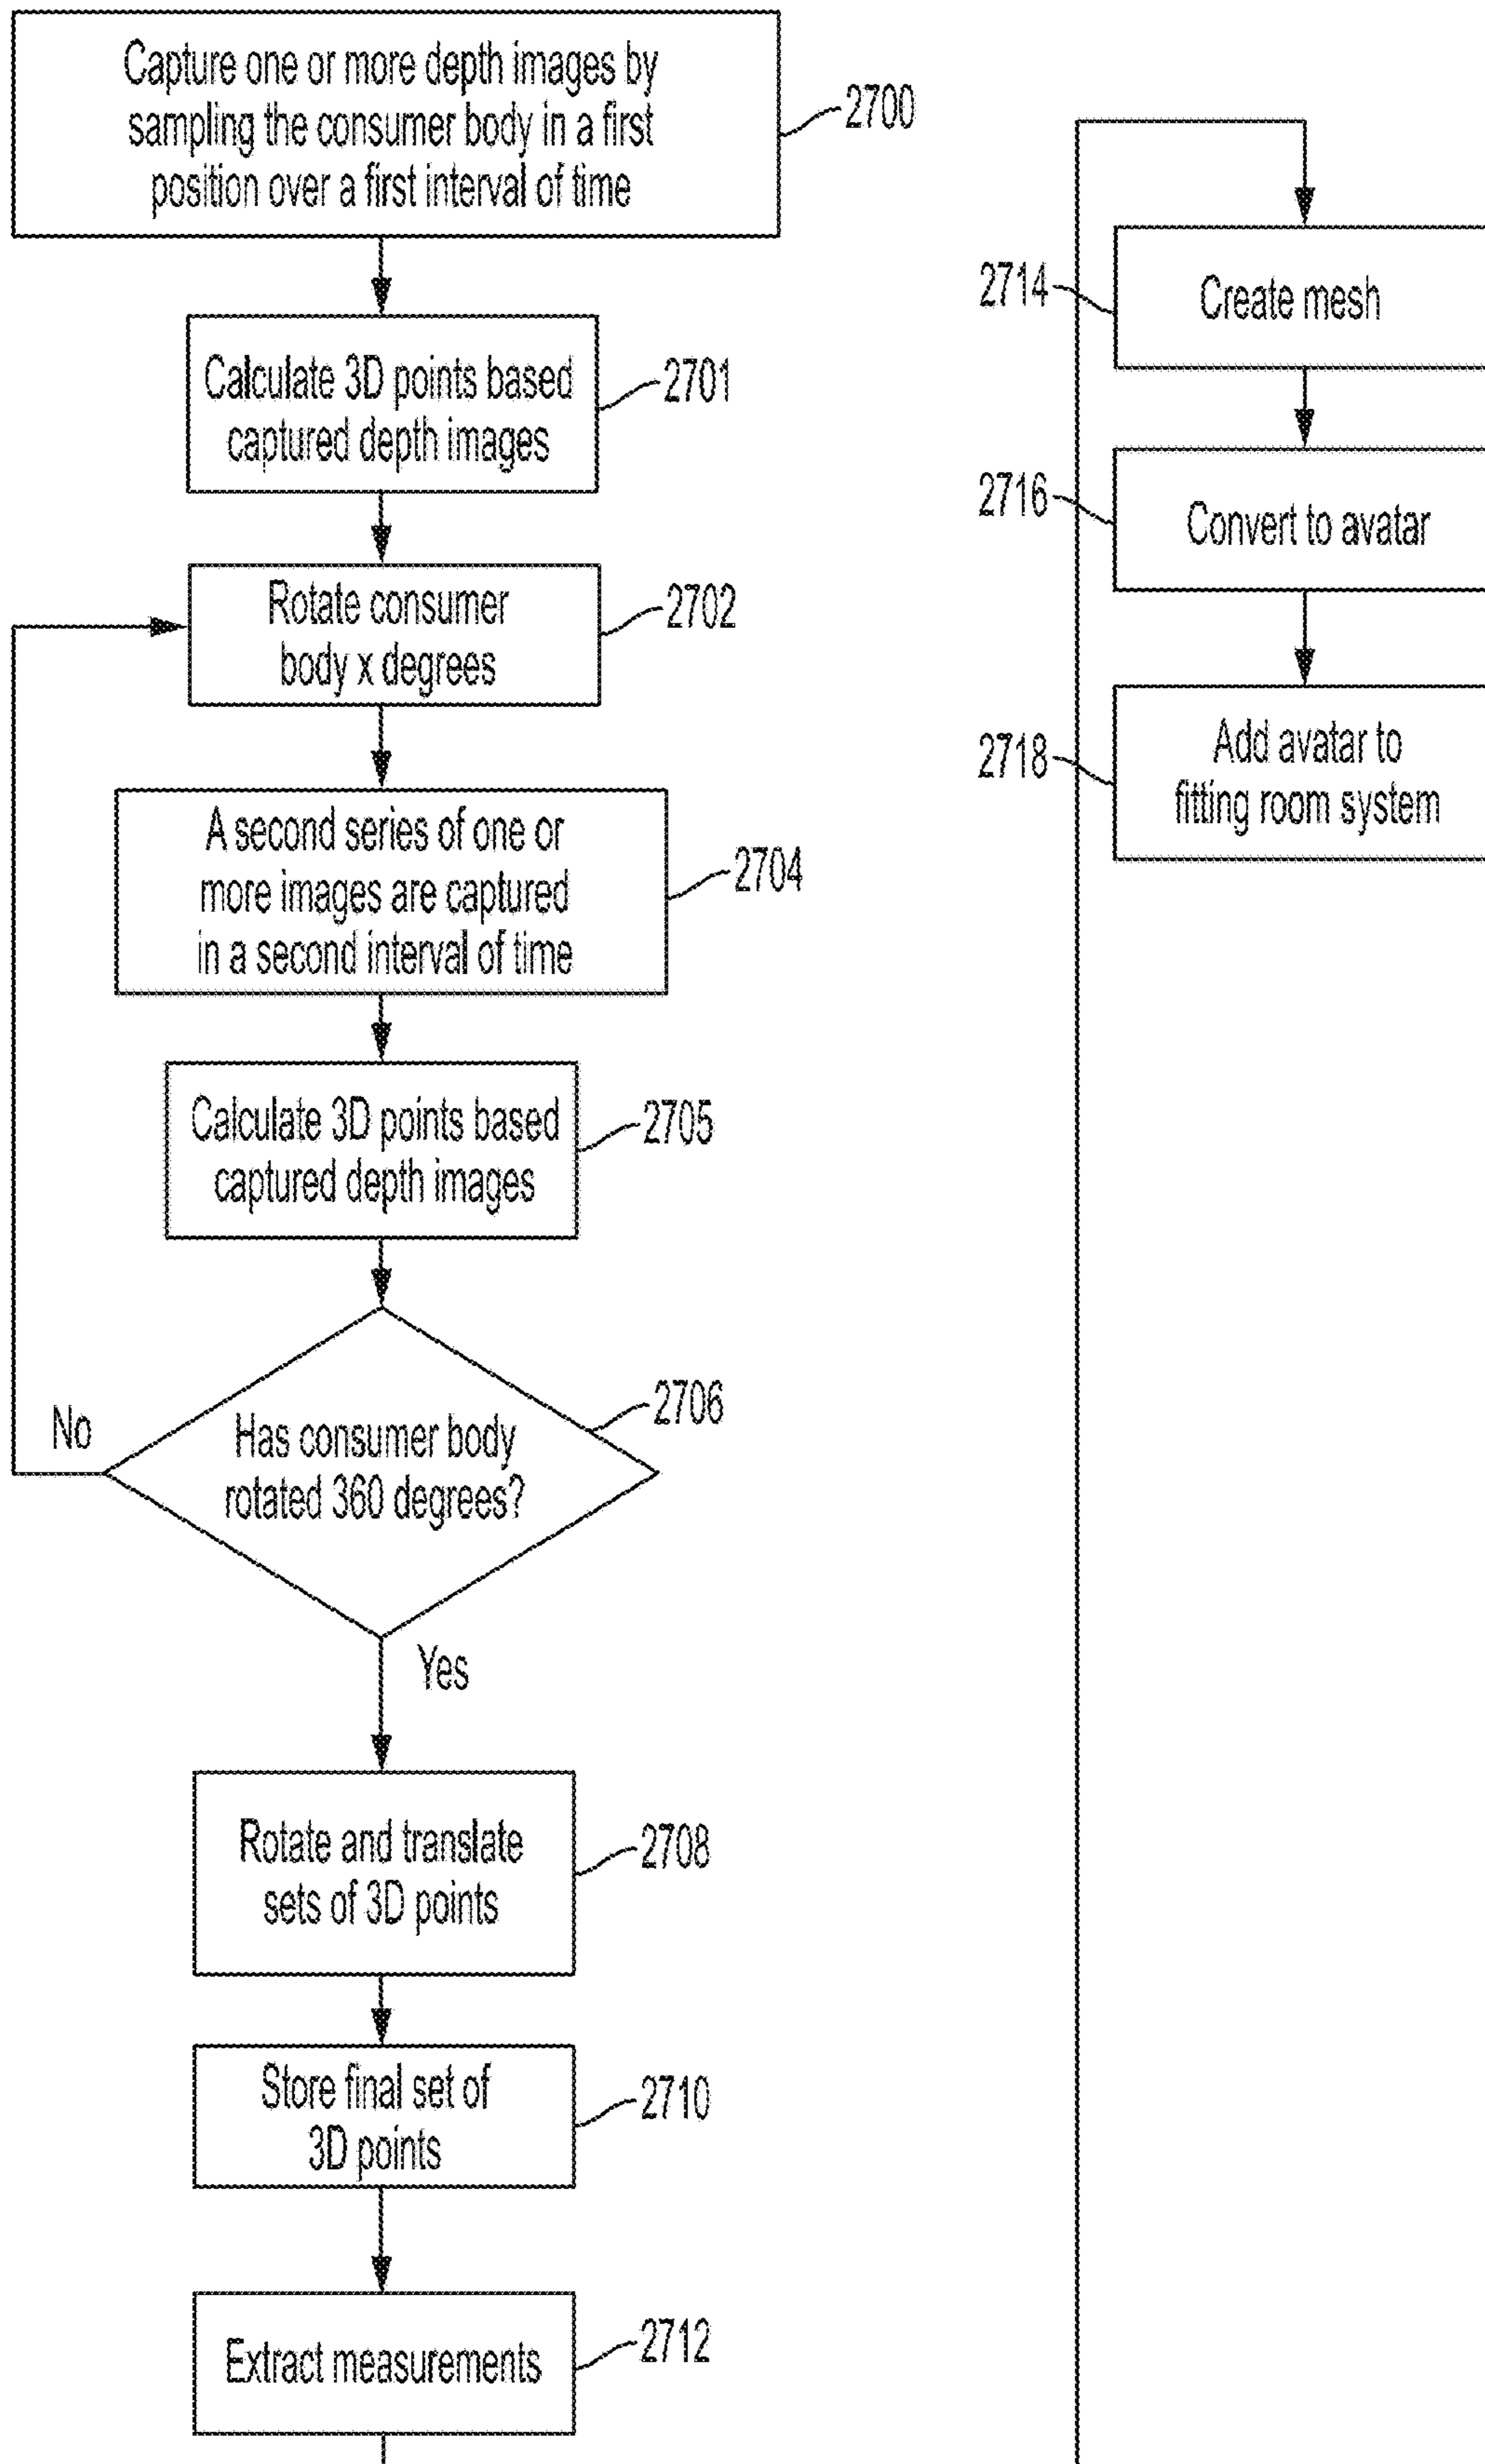 Capture one or more depth images by
sampling the consumer body in a first
position over a first interval of time
2700
Calculate 3D points based
captured depth images
2701
Rotate consumer
body x degrees
2702
A second series of one or
more images are captured
in a second interval of time
2704
Calculate 3D points based
captured depth images
2705
Has consumer body
rotated 360 degrees?
2706
No
Yes
Rotate and translate
sets of 3D points
2708
Store final set of
3D points
2710
Extract measurements
2712
2714
Create mesh
2716
Convert to avatar
2718
Add avatar to
fitting room system